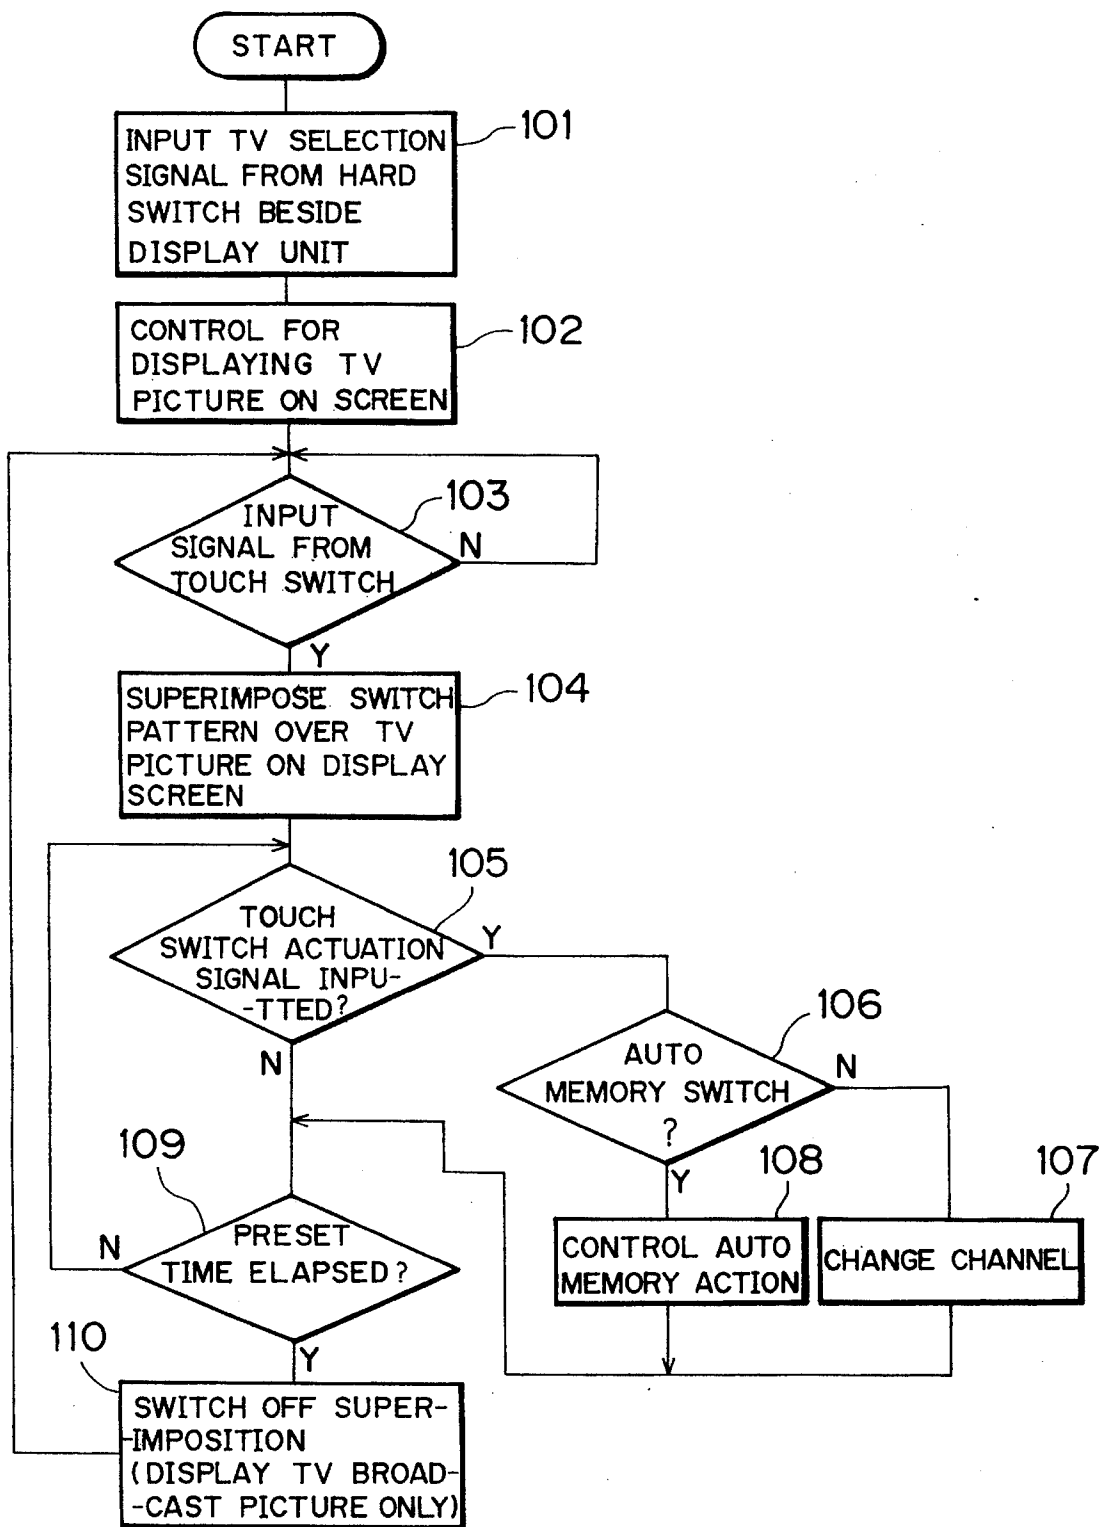 START
101
INPUT TV SELECTION
SIGNAL FROM HARD
SWITCH BESIDE
DISPLAY UNIT
102
CONTROL FOR
DISPLAYING TV
PICTURE ON SCREEN
103
INPUT
SIGNAL FROM
TOUCH SWITCH
N
Y
104
SUPERIMPOSE SWITCH
PATTERN OVER TV
PICTURE ON DISPLAY
SCREEN
105
TOUCH
SWITCH ACTUATION
SIGNAL INPU-
-TTED?
Y
N
106
AUTO
MEMORY SWITCH
?
N
Y
108
CONTROL AUTO
MEMORY ACTION
107
CHANGE CHANNEL
109
PRESET
TIME ELAPSED?
N
Y
110
SWITCH OFF SUPER-
-IMPOSITION
(DISPLAY TV BROAD-
-CAST PICTURE ONLY)